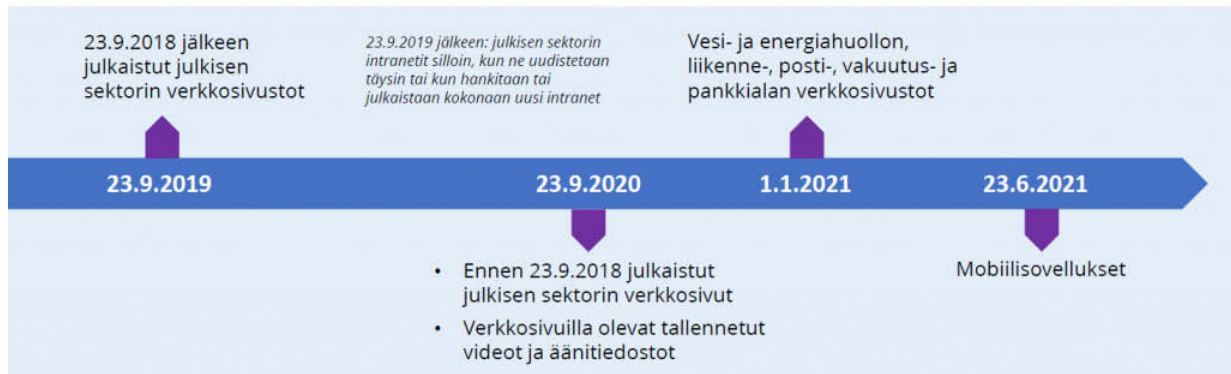 23.9.2018 jälkeen
julkaistut julkisen
sektorin verkkosivustot
23.9.2019 jälkeen: julkisen sektorin
intranetit silloin, kun ne uudistetaan
täysin tai kun hankitaan tai
julkaistaan kokonaan uusi intranet
Vesi- ja energiahuollon,
liikenne-, posti-, vakuutus- ja
pankkialan verkkosivustot
23.9.2019
23.9.2020
1.1.2021
23.6.2021
• Ennen 23.9.2018 julkaistut
julkisen sektorin verkkosivut
• Verkkosivuilla olevat tallennetut
videot ja äänitiedostot
Mobiilisovellukset